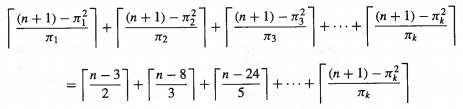 ⌈((n + 1) − π₁²)/π₁⌉ + ⌈((n + 1) − π₂²)/π₂⌉ + ⌈((n + 1) − π₃²)/π₃⌉ + ⋯ + ⌈((n + 1) − πₖ²)/πₖ⌉
= ⌈(n − 3)/2⌉ + ⌈(n − 8)/3⌉ + ⌈(n − 24)/5⌉ + ⋯ + ⌈((n + 1) − πₖ²)/πₖ⌉